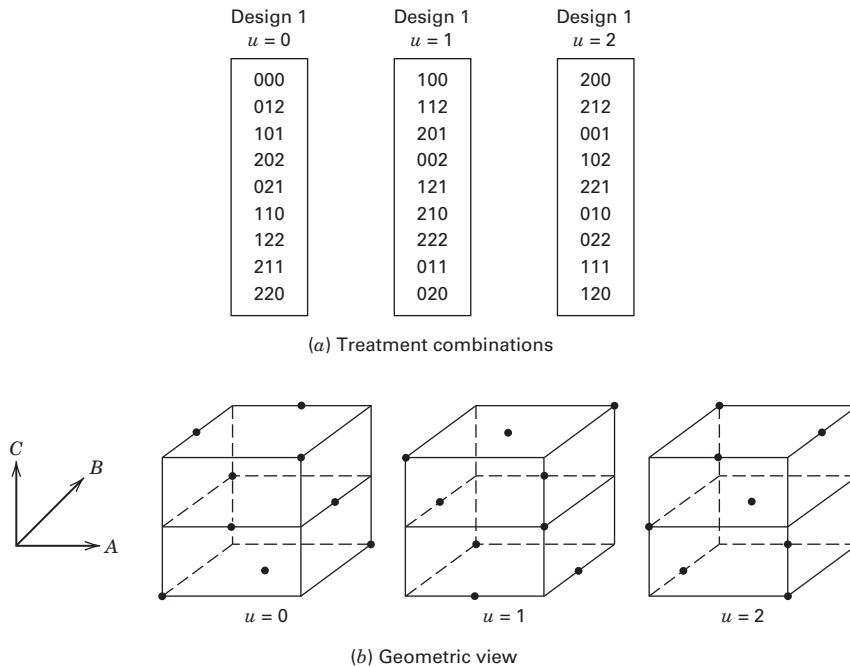 Design 1 Design 1 Design 1
u = 0 u = 1 u = 2
000 100 200
012 112 212
101 201 001
202 002 102
021 121 221
110 210 010
122 222 022
211 011 111
220 020 120
(a) Treatment combinations
C
B
A
u = 0 u = 1 u = 2
(b) Geometric view